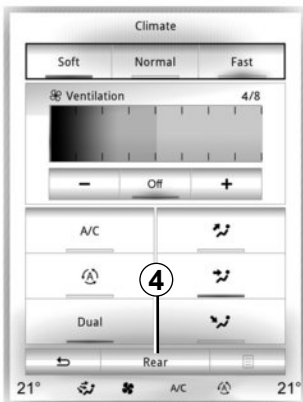 Climate
Soft Normal Fast
Ventilation 4/8
− Off +
A/C
A
4
Dual
Rear
21° A/C A 21°